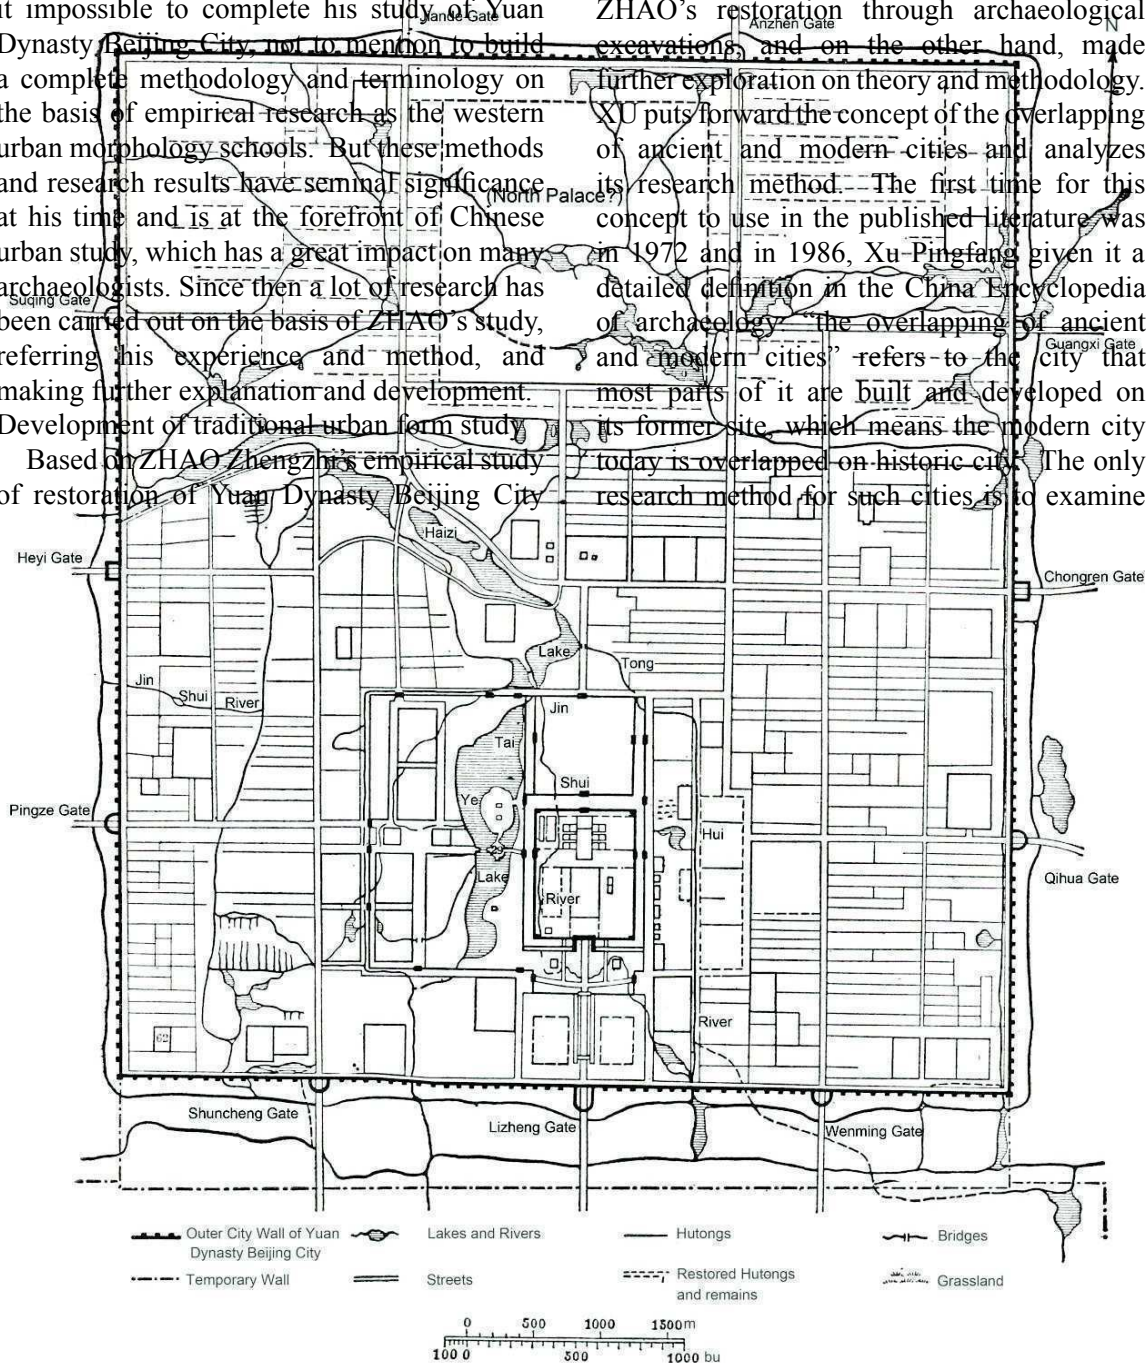 it impossible to complete his study of Yuan
Dynasty Beijing City, not to mention to build
a complete methodology and terminology on
the basis of empirical research as the western
urban morphology schools. But these methods
and research results have seminal significance
at his time and is at the forefront of Chinese
urban study, which has a great impact on many
archaeologists. Since then a lot of research has
been carried out on the basis of ZHAO's study,
referring his experience and method, and
making further explanation and development.
Development of traditional urban form study
Based on ZHAO Zhengzhi's empirical study
of restoration of Yuan Dynasty Beijing City
ZHAO's restoration through archaeological
excavations, and on the other hand, made
further exploration on theory and methodology.
XU puts forward the concept of the overlapping
of ancient and modern cities and analyzes
its research method. The first time for this
concept to use in the published literature was
in 1972 and in 1986, Xu Pingfang given it a
detailed definition in the China Encyclopedia
of archaeology: "the overlapping of ancient
and modern cities" refers to the city that
most parts of it are built and developed on
its former site, which means the modern city
today is overlapped on historic city. The only
research method for such cities is to examine
Jiande Gate
Anzhen Gate
N
(North Palace?)
Suqing Gate
Guangxi Gate
Haizi
Heyi Gate
Chongren Gate
Lake
Tong
Jin
Shui
River
Jin
Tai
Shui
Ye
Pingze Gate
Hui
29
Lake
Qihua Gate
River
River
62
Shuncheng Gate
Lizheng Gate
Wenming Gate
Outer City Wall of Yuan
Dynasty Beijing City
Lakes and Rivers
Hutongs
Bridges
Temporary Wall
Streets
Restored Hutongs
and remains
Grassland
0 500 1000 1500m
100 0 500 1000 bu